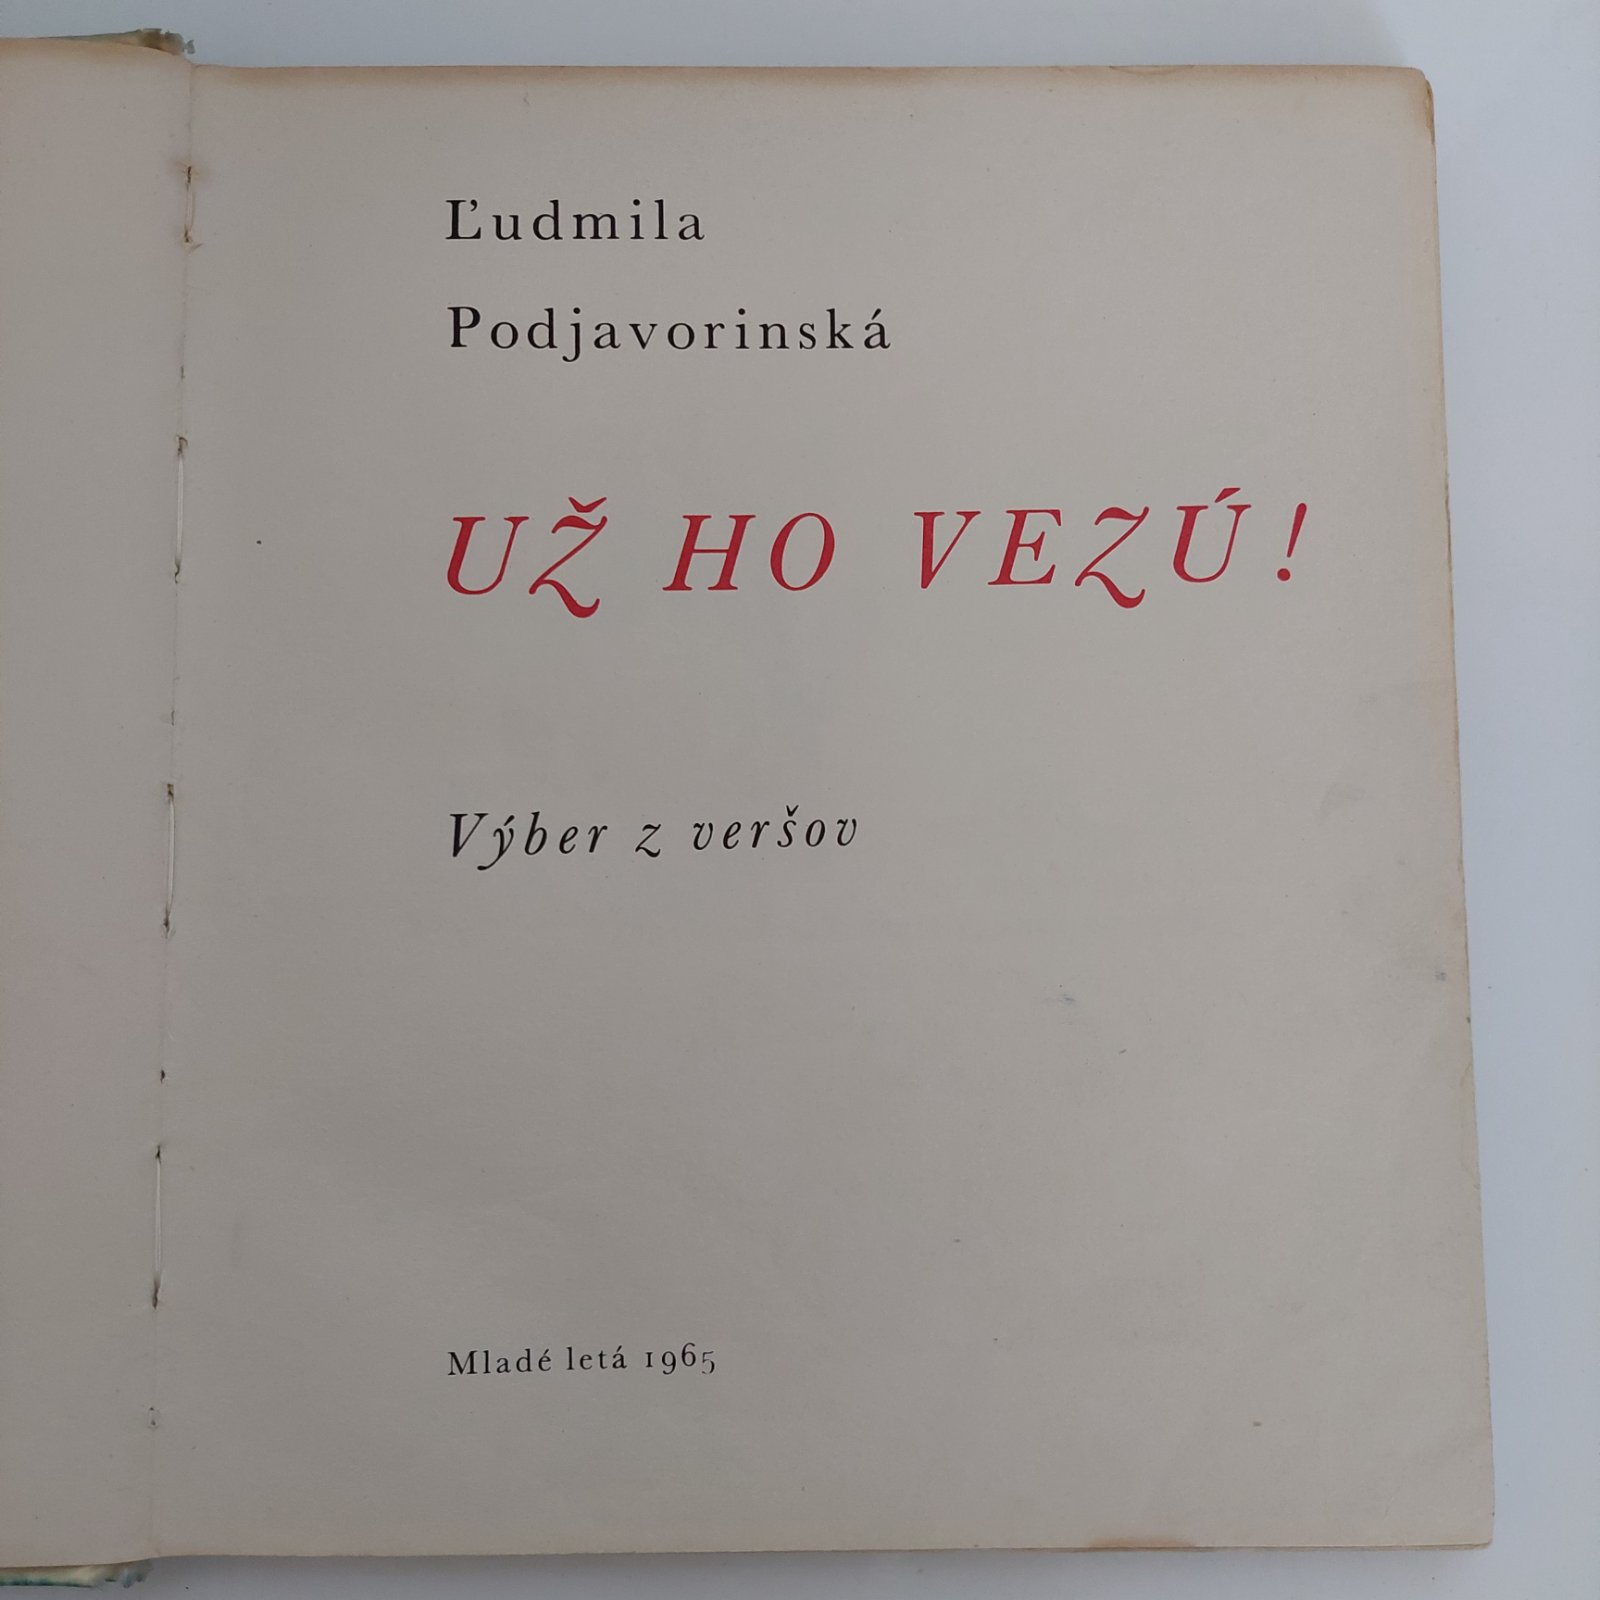 Ľudmila
Podjavorinská
UŽ HO VEZÚ!
Výber z veršov
Mladé letá 1965